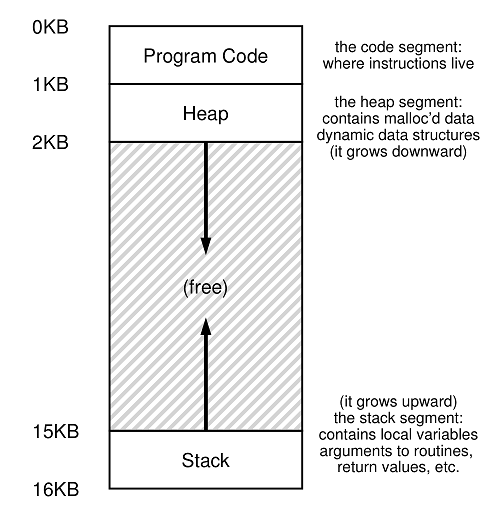 0KB
Program Code
the code segment:
where instructions live
1KB
Heap
the heap segment:
contains malloc'd data
dynamic data structures
(it grows downward)
2KB
(free)
(it grows upward)
the stack segment:
contains local variables
arguments to routines,
return values, etc.
15KB
Stack
16KB